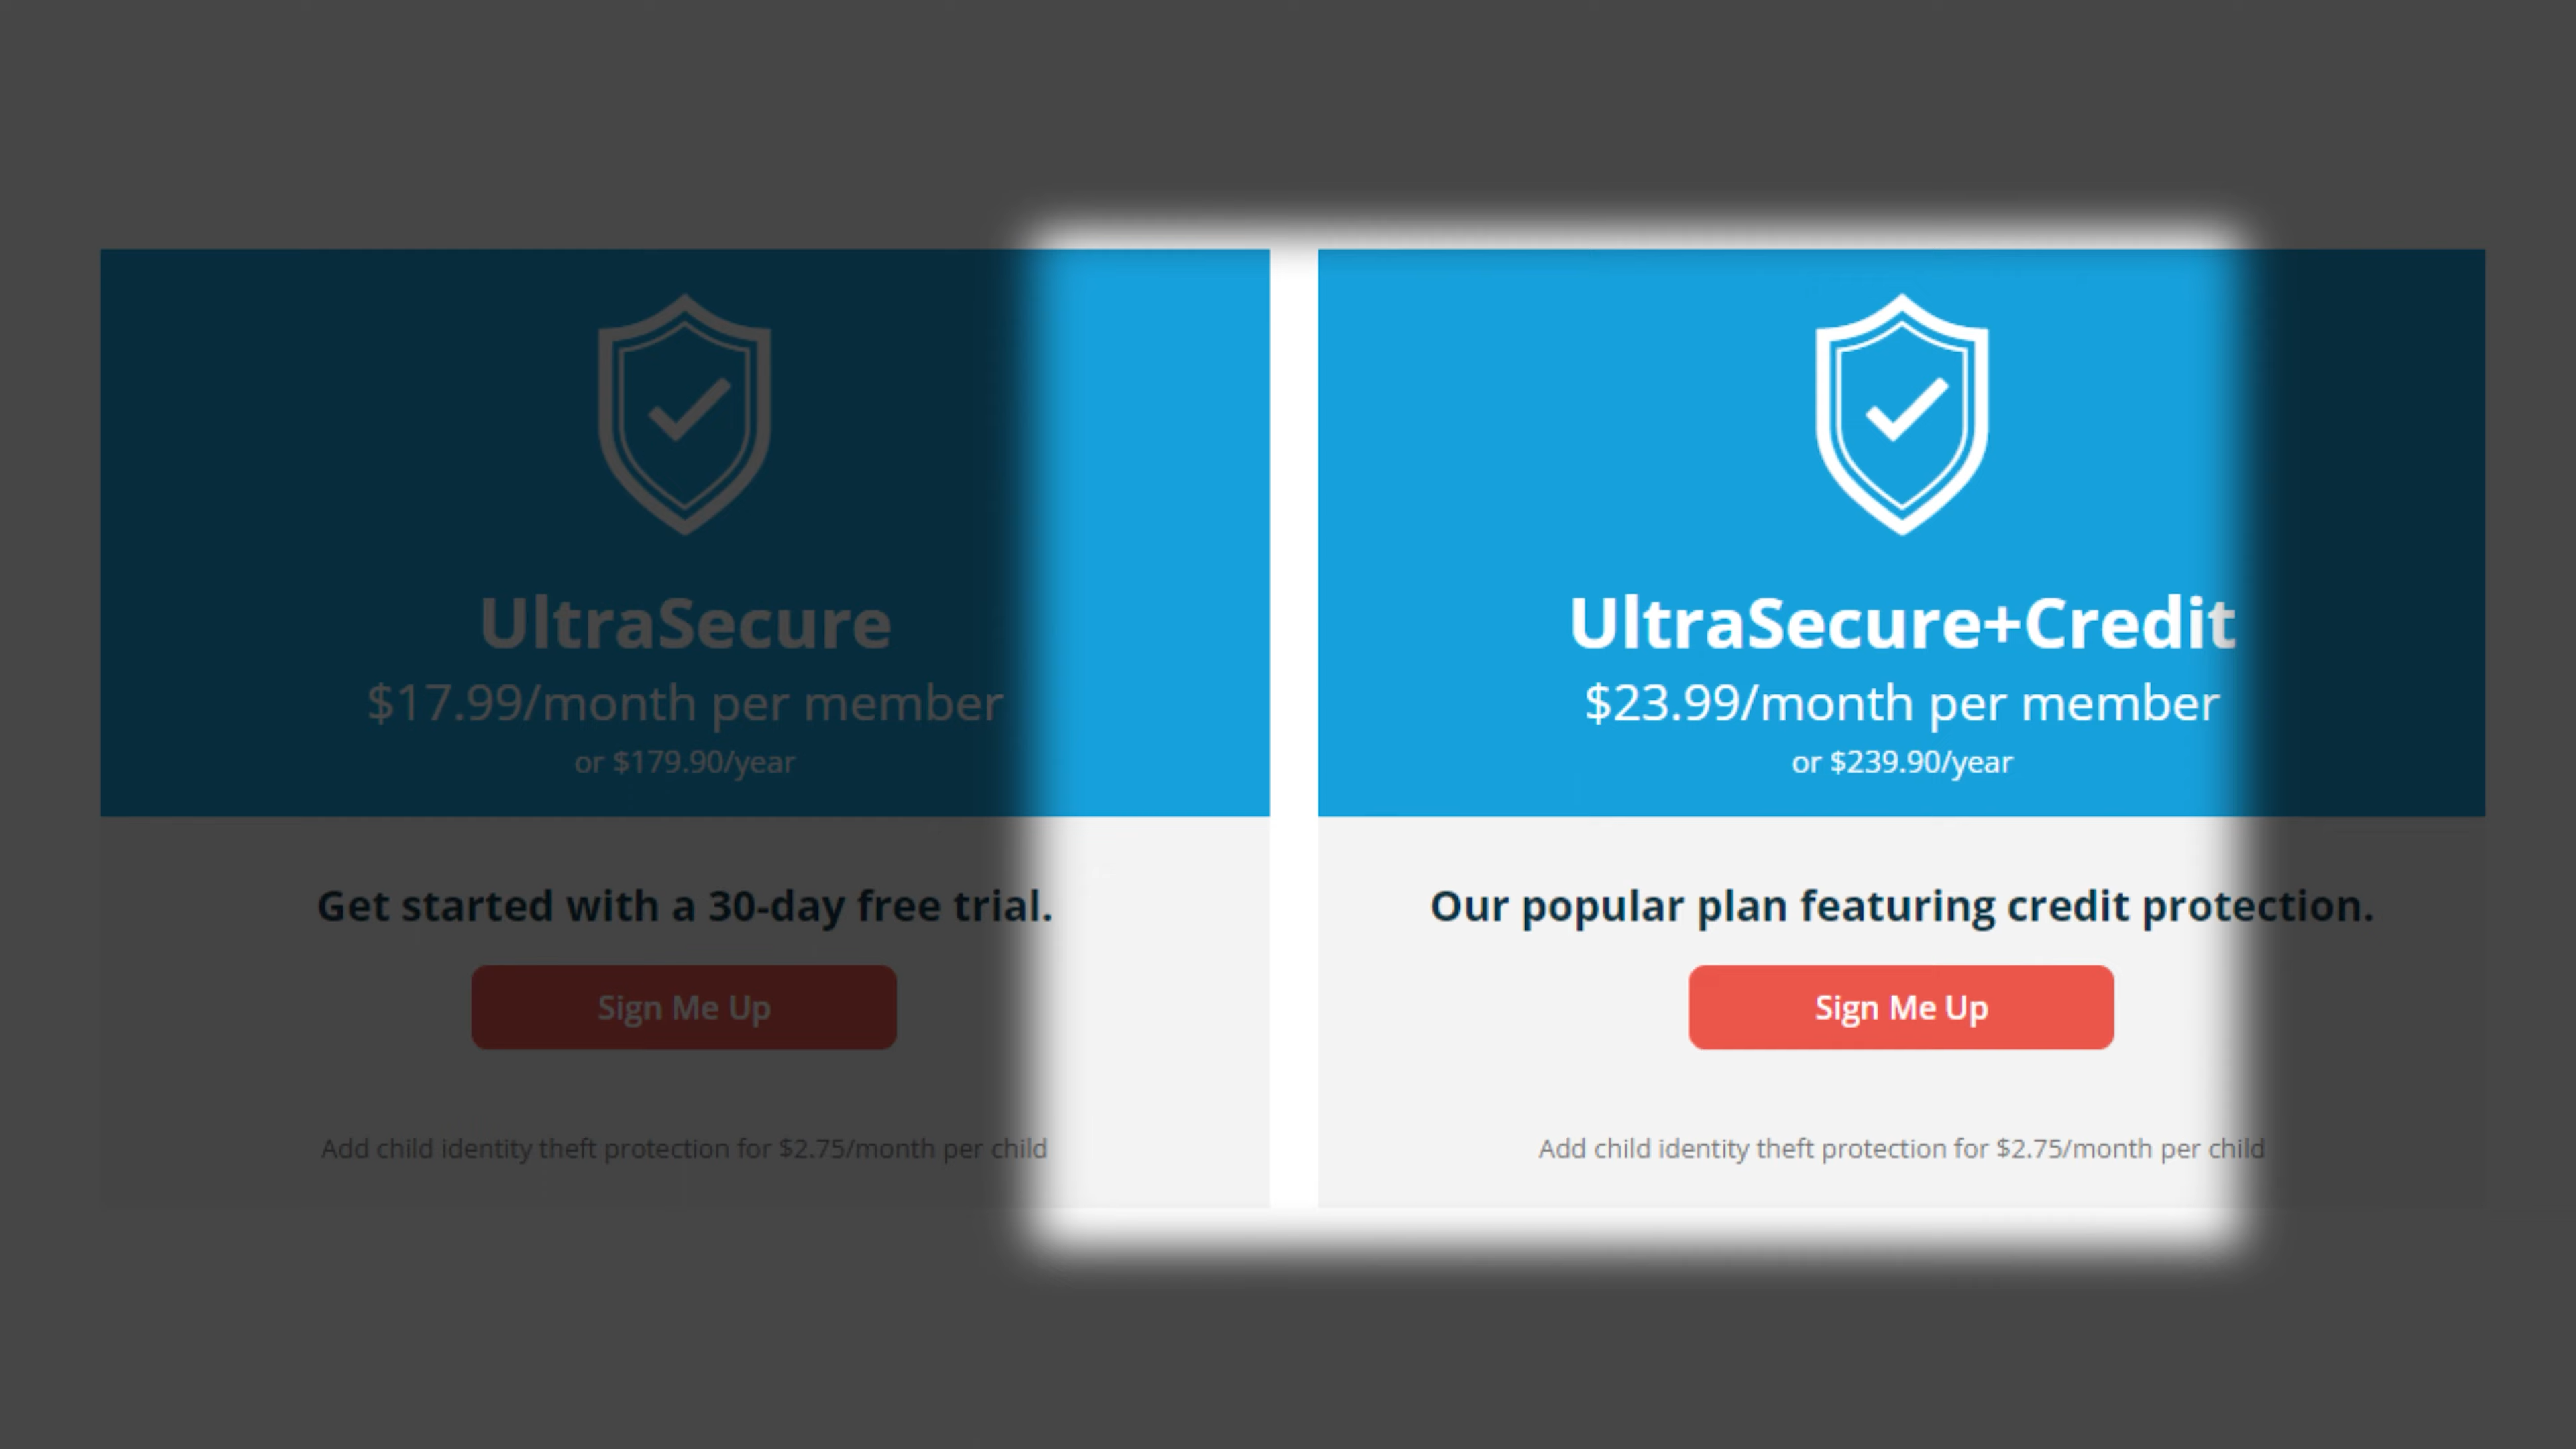 UltraSecure
$17.99/month per member
or $179.90/year
Get started with a 30-day free trial.
Sign Me Up
Add child identity theft protection for $2.75/month per child
UltraSecure+Credit
$23.99/month per member
or $239.90/year
Our popular plan featuring credit protection.
Sign Me Up
Add child identity theft protection for $2.75/month per child